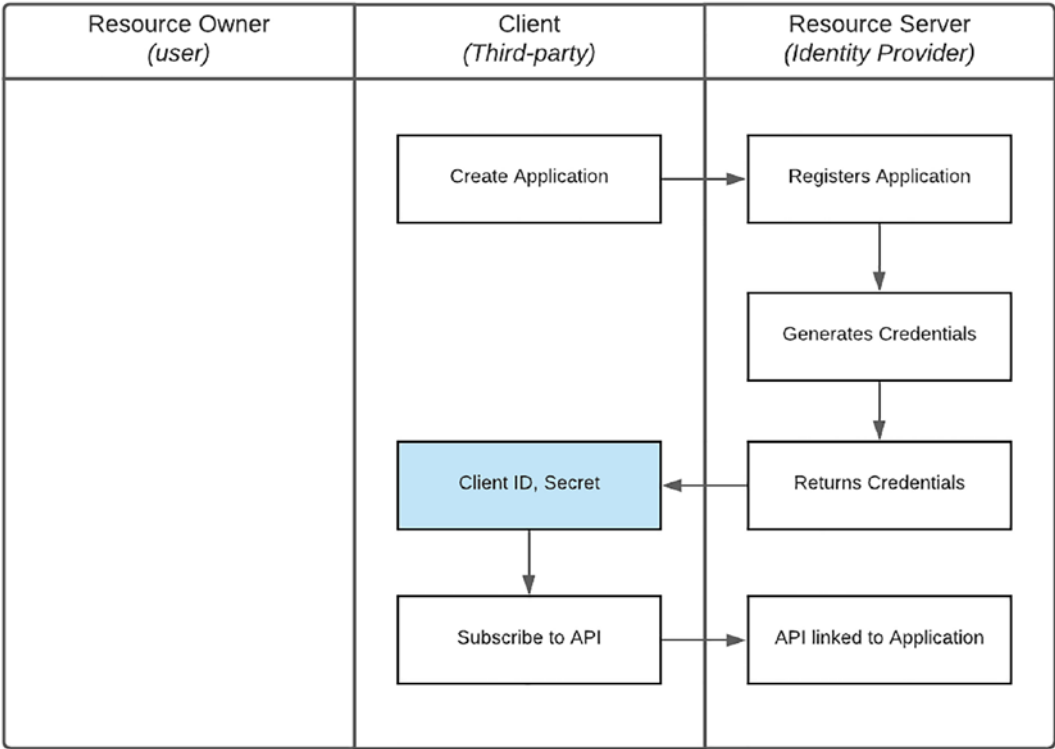 Resource Owner
(user)
Client
(Third-party)
Resource Server
(Identity Provider)
Create Application
Registers Application
Generates Credentials
Client ID, Secret
Returns Credentials
Subscribe to API
API linked to Application